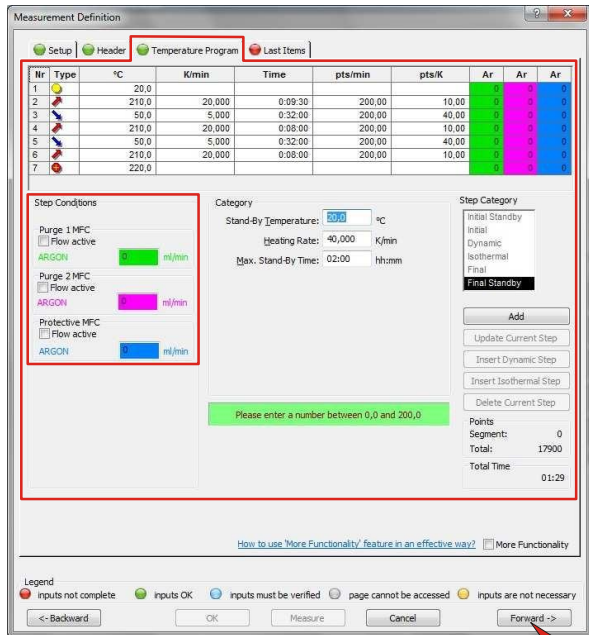 Measurement Definition
Setup Header Temperature Program Last Items
Nr Type °C K/min Time pts/min pts/K Ar Ar Ar
1 20,0 0 0 0
2 210,0 20,000 0:09:30 200,00 10,00 0 0 0
3 50,0 5,000 0:32:00 200,00 40,00 0 0 0
4 210,0 20,000 0:08:00 200,00 10,00 0 0 0
5 50,0 5,000 0:32:00 200,00 40,00 0 0 0
6 210,0 20,000 0:08:00 200,00 10,00 0 0 0
7 220,0 0 0 0
Step Conditions
Purge 1 MFC
Flow active
ARGON 0 ml/min
Purge 2 MFC
Flow active
ARGON 0 ml/min
Protective MFC
Flow active
ARGON 0 ml/min
Category
Stand-By Temperature: 20,0 °C
Heating Rate: 40,000 K/min
Max. Stand-By Time: 02:00 hh:mm
Please enter a number between 0,0 and 200,0
Step Category
Initial Standby
Initial
Dynamic
Isothermal
Final
Final Standby
Add
Update Current Step
Insert Dynamic Step
Insert Isothermal Step
Delete Current Step
Points
Segment: 0
Total: 17900
Total Time
01:29
How to use 'More Functionality' feature in an effective way? More Functionality
Legend
inputs not complete inputs OK inputs must be verified page cannot be accessed inputs are not necessary
<- Backward OK Measure Cancel Forward ->